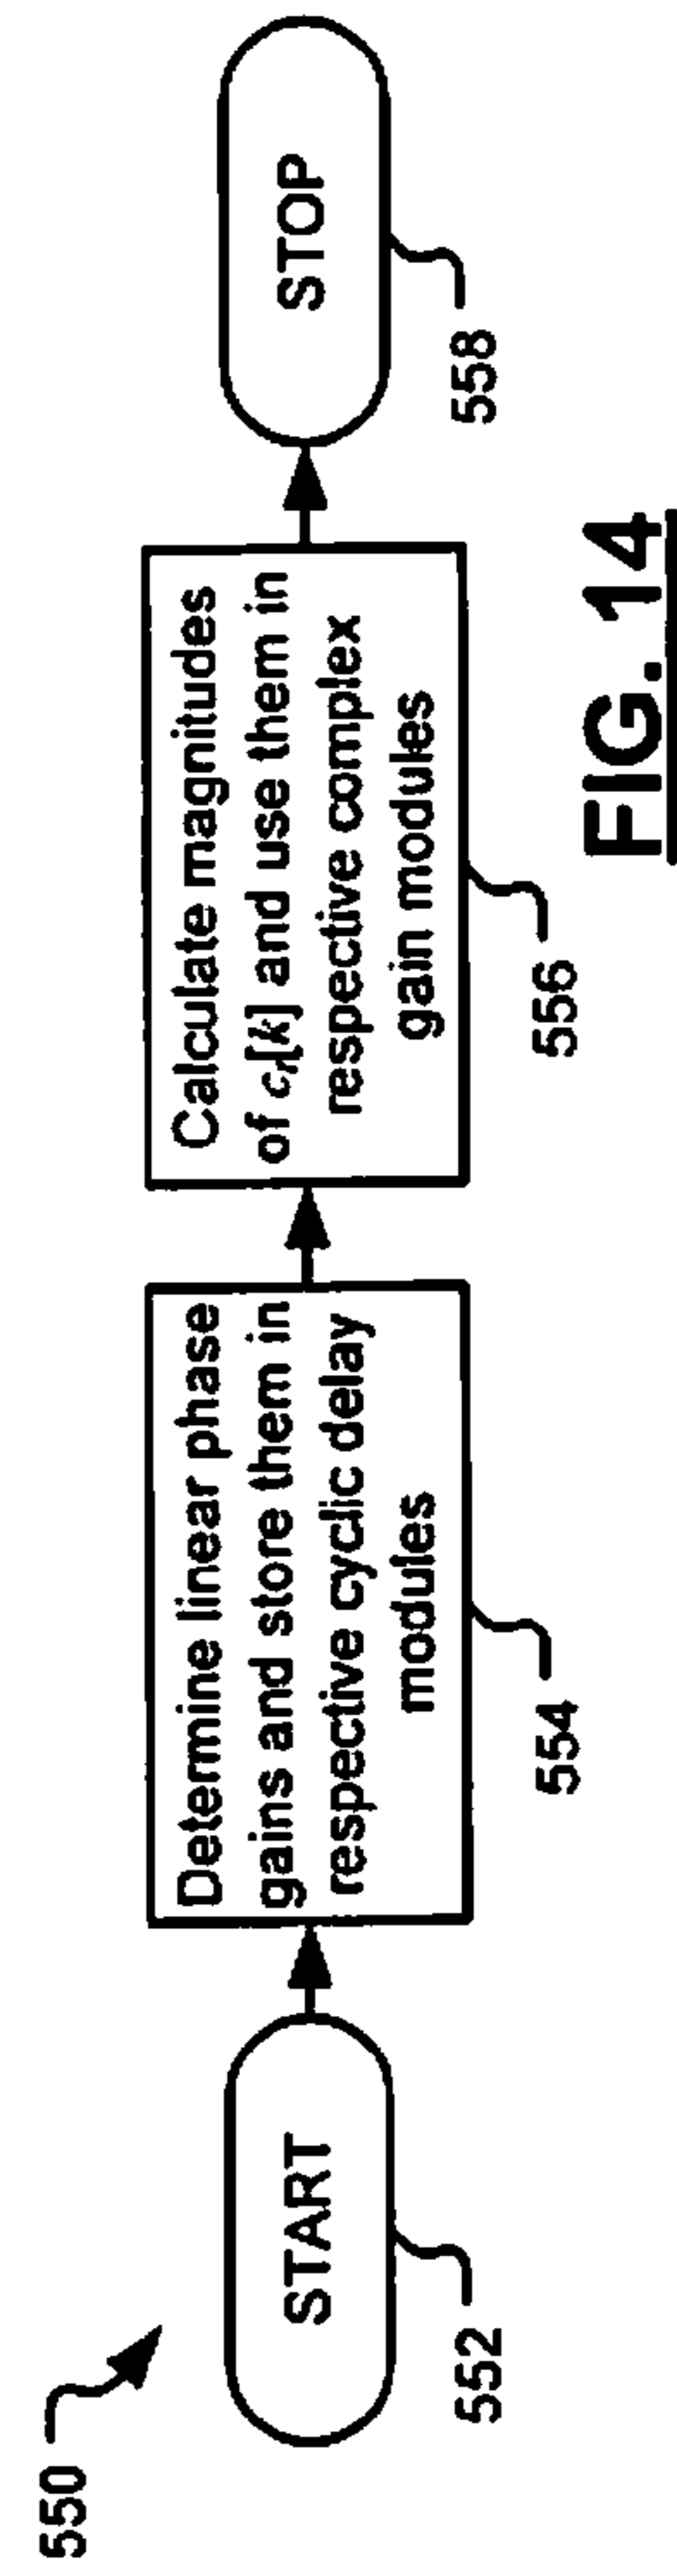 550
START
552
Determine linear phase
gains and store them in
respective cyclic delay
modules
554
Calculate magnitudes
of cᵣ[k] and use them in
respective complex
gain modules
556
STOP
558
FIG. 14